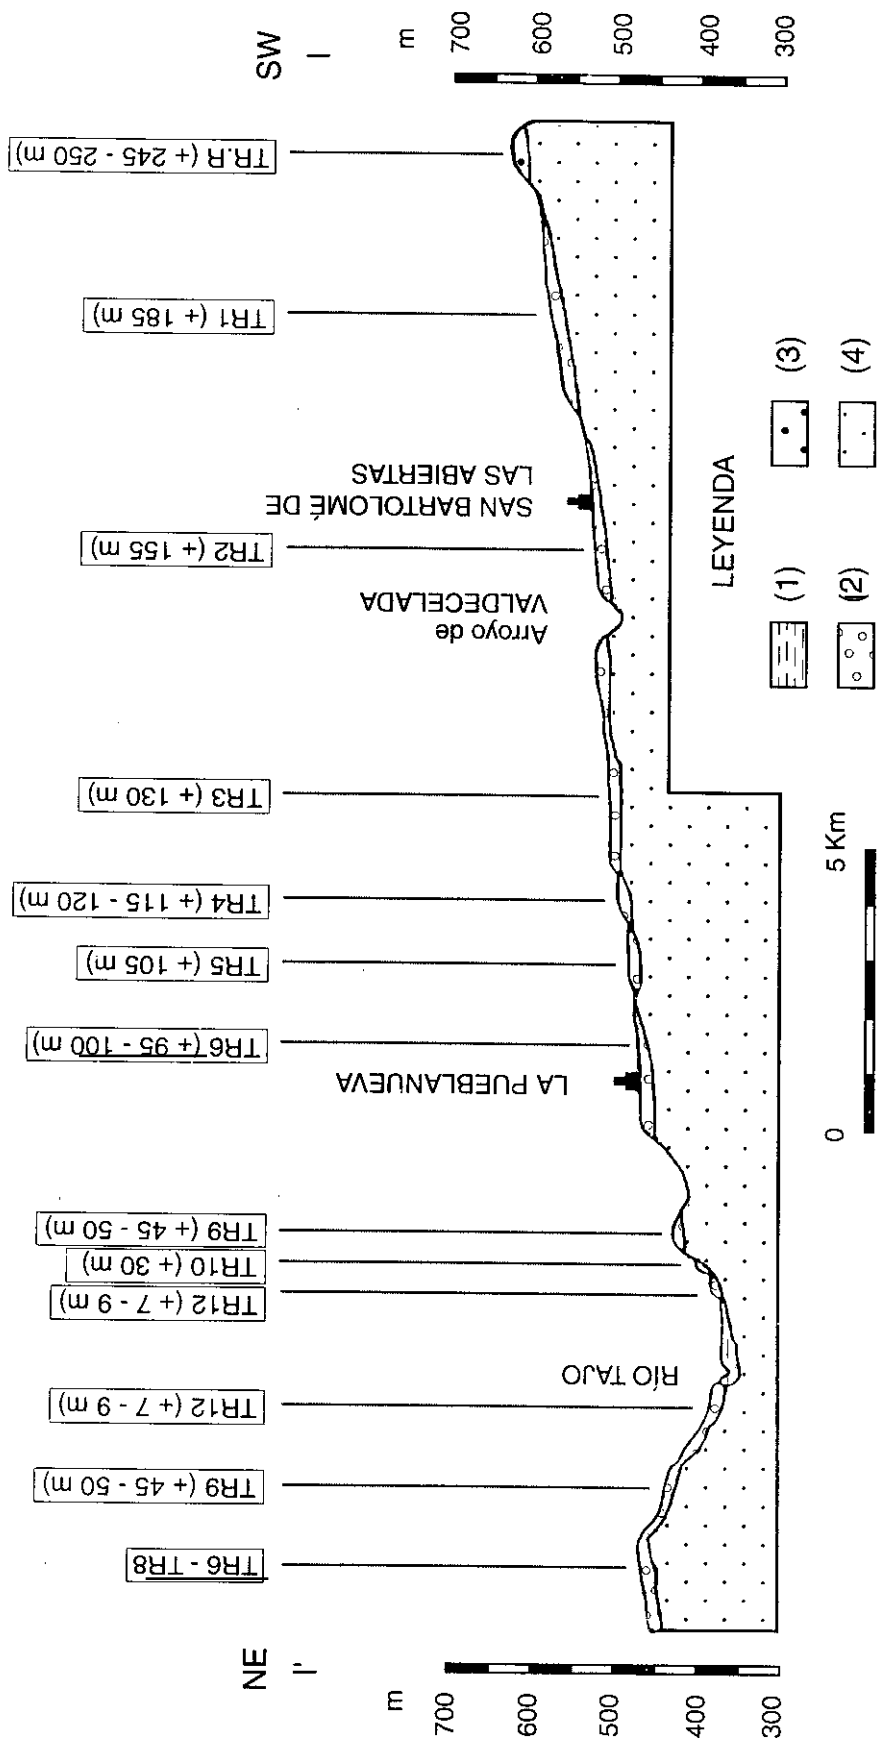 NE
SW
m
700
600
500
400
300
m
700
600
500
400
300
TR6 - TR8
TR9 (+ 45 - 50 m)
TR12 (+ 7 - 9 m)
RÍO TAJO
TR12 (+ 7 - 9 m)
TR10 (+ 30 m)
TR9 (+ 45 - 50 m)
LA PUEBLANUEVA
TR6 (+ 95 - 100 m)
TR5 (+ 105 m)
TR4 (+ 115 - 120 m)
TR3 (+ 130 m)
Arroyo de
VALDECELADA
TR2 (+ 155 m)
SAN BARTOLOMÉ DE
LAS ABIERTAS
TR1 (+ 185 m)
TR.R (+ 245 - 250 m)
0
5 Km
LEYENDA
(1)
(3)
(2)
(4)